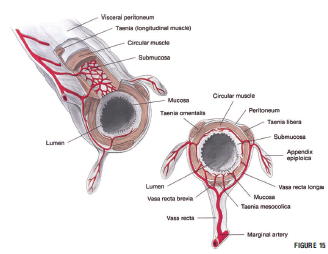 Visceral peritoneum
Taenia (longitudinal muscle)
Circular muscle
Submucosa
Mucosa
Lumen
Circular muscle
Taenia omentalis
Peritoneum
Taenia libera
Submucosa
Appendix
epiploica
Lumen
Vasa recta longae
Vasa recta brevia
Mucosa
Taenia mesocolica
Vasa recta
Marginal artery
FIGURE 15